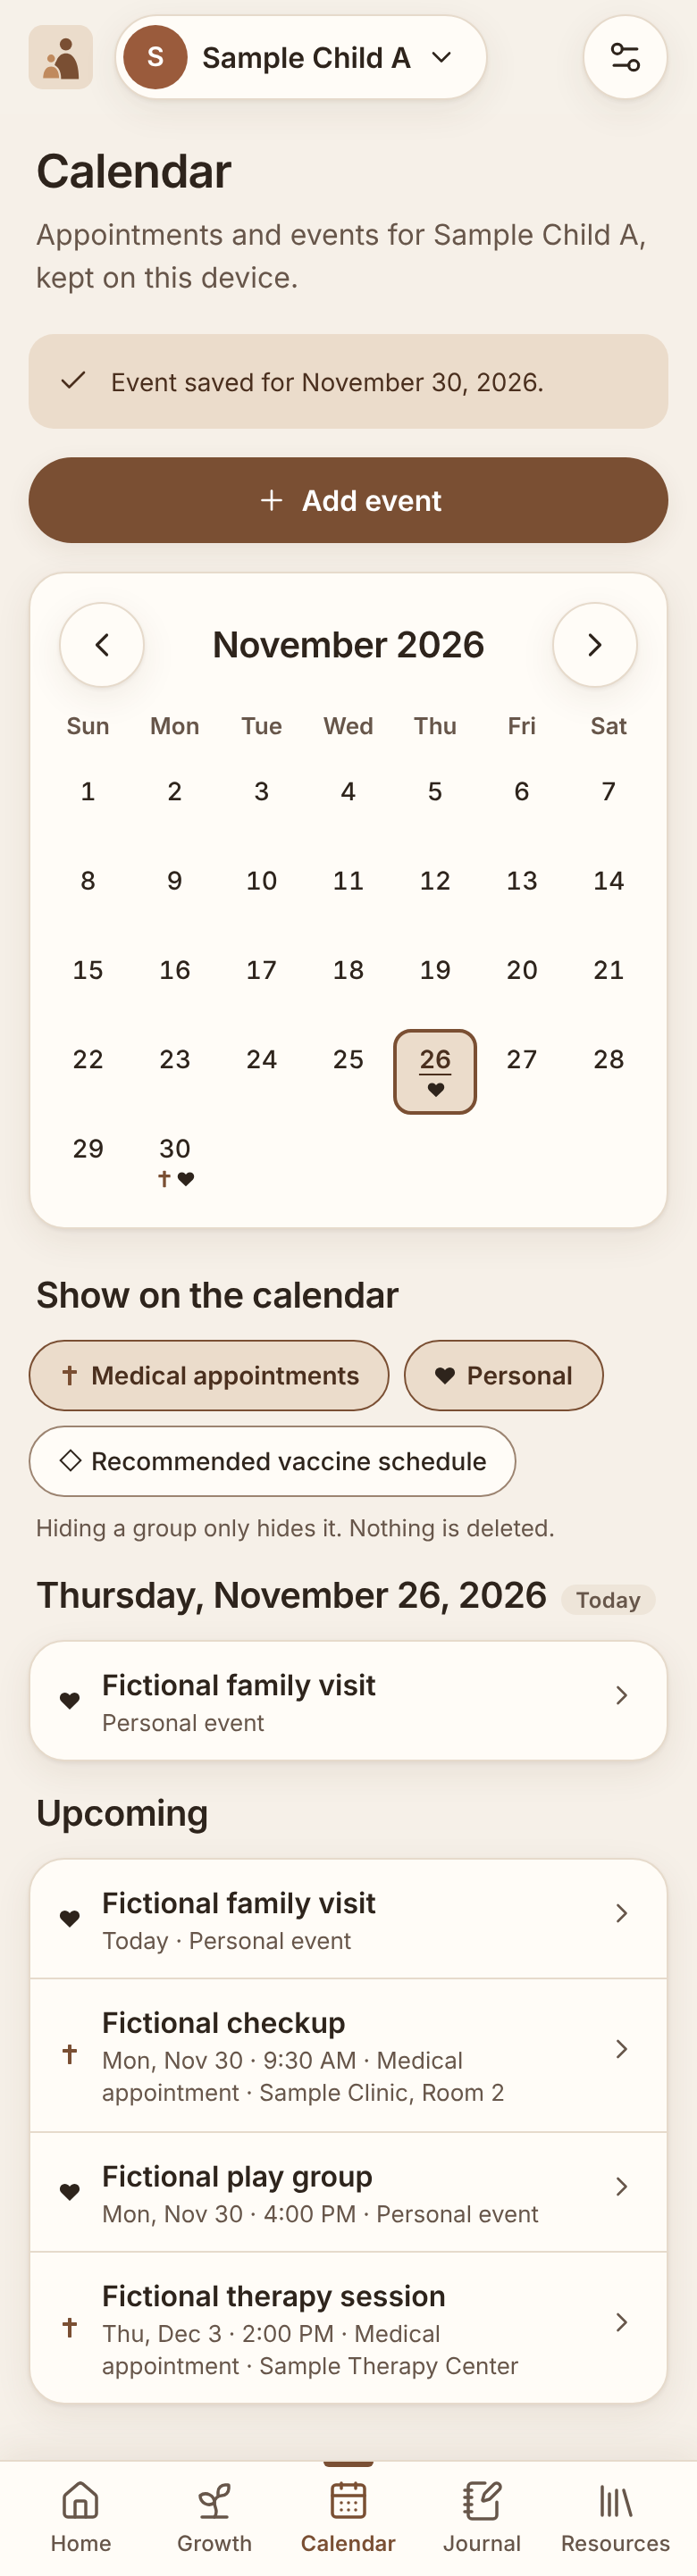 S Sample Child A
Calendar
Appointments and events for Sample Child A,
kept on this device.
Event saved for November 30, 2026.
Add event
November 2026
Sun Mon Tue Wed Thu Fri Sat
1 2 3 4 5 6 7
8 9 10 11 12 13 14
15 16 17 18 19 20 21
22 23 24 25 26 27 28
29 30
Show on the calendar
Medical appointments Personal
Recommended vaccine schedule
Hiding a group only hides it. Nothing is deleted.
Thursday, November 26, 2026 Today
Fictional family visit
Personal event
Upcoming
Fictional family visit
Today · Personal event
Fictional checkup
Mon, Nov 30 · 9:30 AM · Medical
appointment · Sample Clinic, Room 2
Fictional play group
Mon, Nov 30 · 4:00 PM · Personal event
Fictional therapy session
Thu, Dec 3 · 2:00 PM · Medical
appointment · Sample Therapy Center
Home Growth Calendar Journal Resources